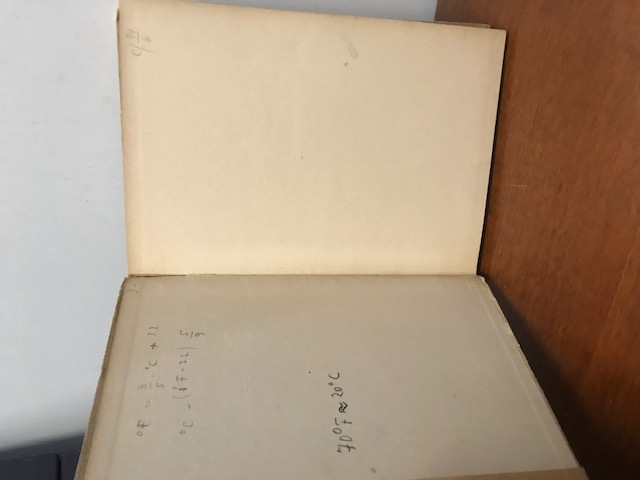 °F = 9/5 °C + 32
°C = (°F - 32) 5/9
70°F ≈ 20°C